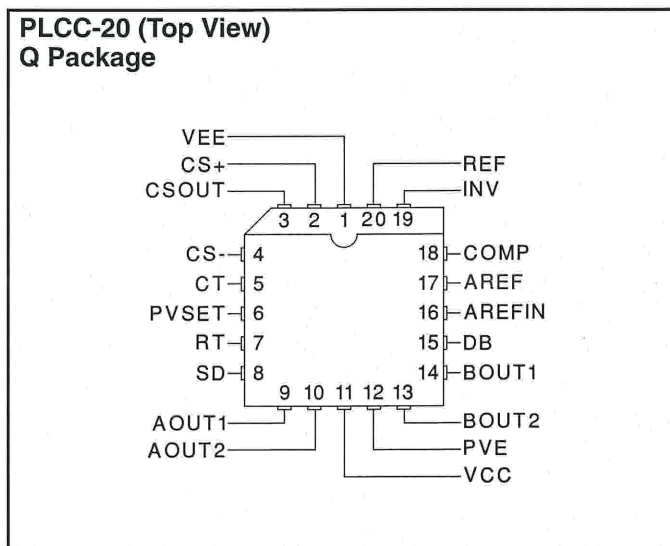 PLCC-20 (Top View)
Q Package
VEE
CS+
CSOUT
REF
INV
3 2 1 20 19
CS- 4
CT 5
PVSET 6
RT 7
SD 8
18 COMP
17 AREF
16 AREFIN
15 DB
14 BOUT1
9 10 11 12 13
AOUT1
AOUT2
BOUT2
PVE
VCC